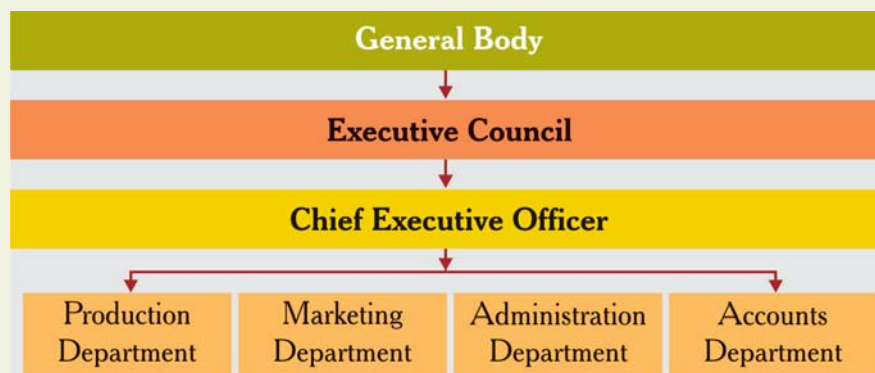 General Body
Executive Council
Chief Executive Officer
Production
Department
Marketing
Department
Administration
Department
Accounts
Department